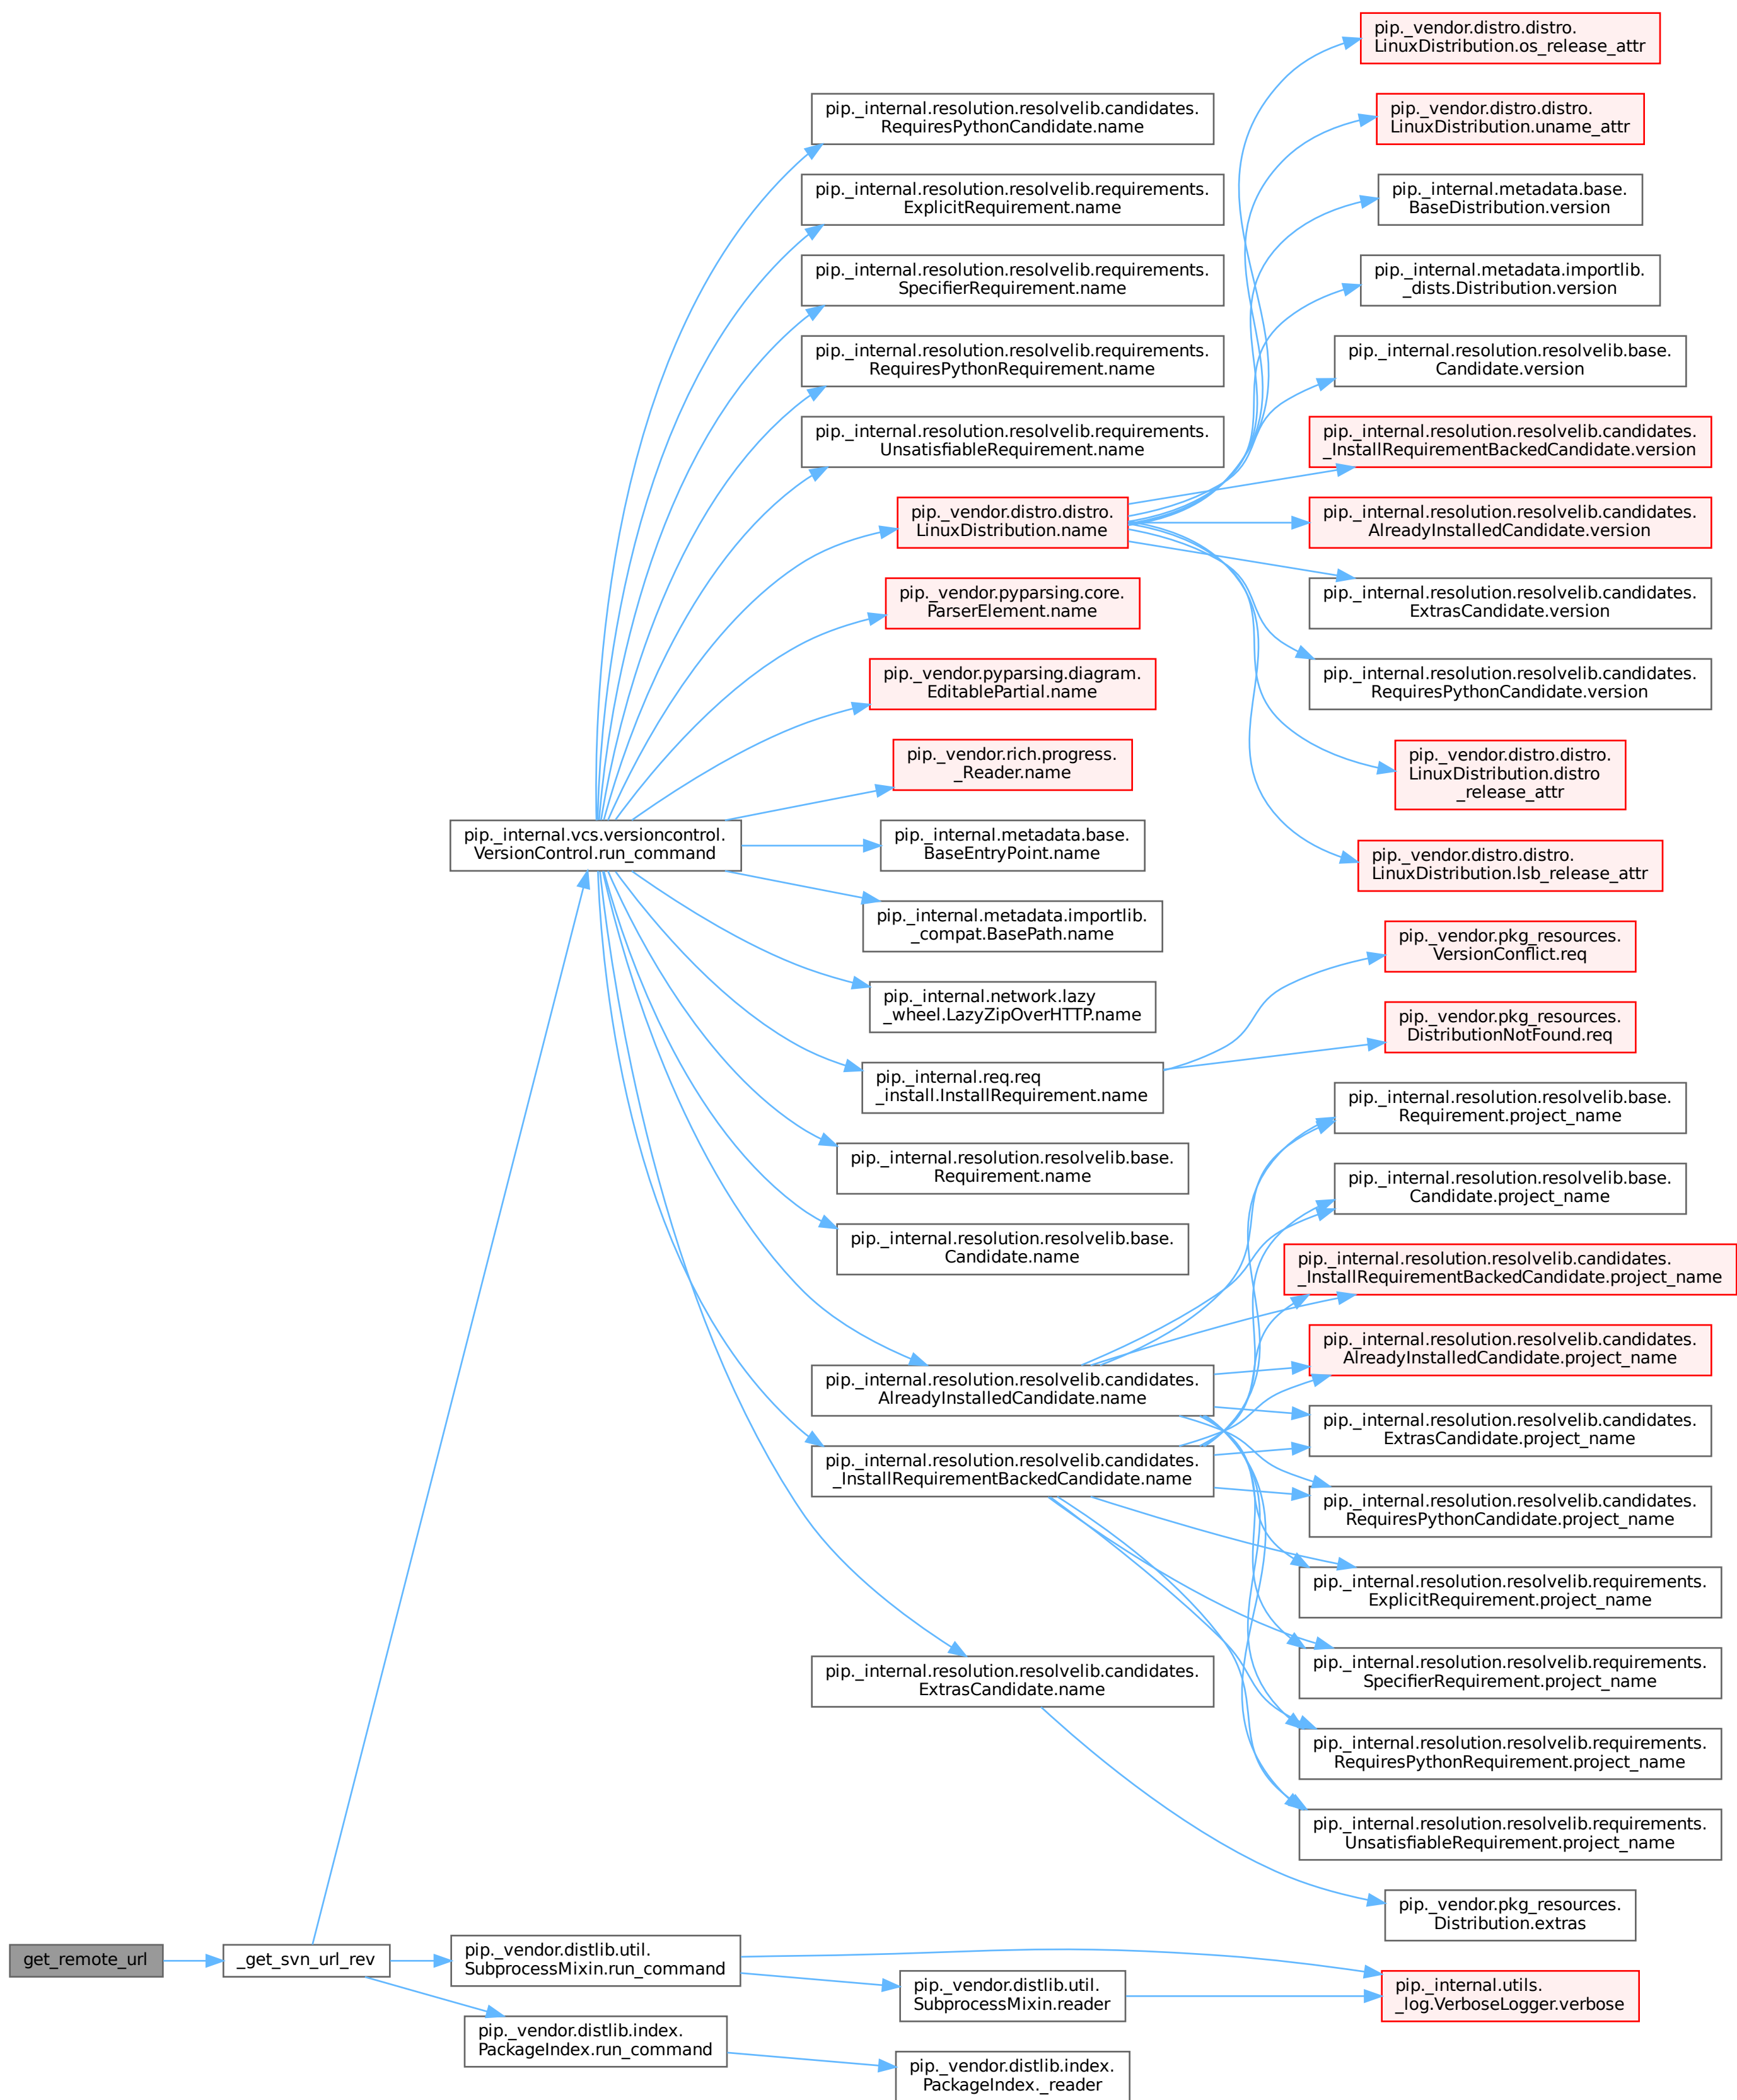 pip._vendor.distro.distro.
LinuxDistribution.os_release_attr
pip._internal.resolution.resolvelib.candidates.
RequiresPythonCandidate.name
pip._vendor.distro.distro.
LinuxDistribution.uname_attr
pip._internal.resolution.resolvelib.requirements.
ExplicitRequirement.name
pip._internal.metadata.base.
BaseDistribution.version
pip._internal.resolution.resolvelib.requirements.
SpecifierRequirement.name
pip._internal.metadata.importlib.
_dists.Distribution.version
pip._internal.resolution.resolvelib.requirements.
RequiresPythonRequirement.name
pip._internal.resolution.resolvelib.base.
Candidate.version
pip._internal.resolution.resolvelib.requirements.
UnsatisfiableRequirement.name
pip._internal.resolution.resolvelib.candidates.
_InstallRequirementBackedCandidate.version
pip._vendor.distro.distro.
LinuxDistribution.name
pip._internal.resolution.resolvelib.candidates.
AlreadyInstalledCandidate.version
pip._vendor.pyparsing.core.
ParserElement.name
pip._internal.resolution.resolvelib.candidates.
ExtrasCandidate.version
pip._vendor.pyparsing.diagram.
EditablePartial.name
pip._internal.resolution.resolvelib.candidates.
RequiresPythonCandidate.version
pip._vendor.rich.progress.
_Reader.name
pip._vendor.distro.distro.
LinuxDistribution.distro
_release_attr
pip._internal.vcs.versioncontrol.
VersionControl.run_command
pip._internal.metadata.base.
BaseEntryPoint.name
pip._vendor.distro.distro.
LinuxDistribution.lsb_release_attr
pip._internal.metadata.importlib.
_compat.BasePath.name
pip._vendor.pkg_resources.
VersionConflict.req
pip._internal.network.lazy
_wheel.LazyZipOverHTTP.name
pip._vendor.pkg_resources.
DistributionNotFound.req
pip._internal.req.req
_install.InstallRequirement.name
pip._internal.resolution.resolvelib.base.
Requirement.project_name
pip._internal.resolution.resolvelib.base.
Requirement.name
pip._internal.resolution.resolvelib.base.
Candidate.project_name
pip._internal.resolution.resolvelib.base.
Candidate.name
pip._internal.resolution.resolvelib.candidates.
_InstallRequirementBackedCandidate.project_name
pip._internal.resolution.resolvelib.candidates.
AlreadyInstalledCandidate.project_name
pip._internal.resolution.resolvelib.candidates.
AlreadyInstalledCandidate.name
pip._internal.resolution.resolvelib.candidates.
ExtrasCandidate.project_name
pip._internal.resolution.resolvelib.candidates.
_InstallRequirementBackedCandidate.name
pip._internal.resolution.resolvelib.candidates.
RequiresPythonCandidate.project_name
pip._internal.resolution.resolvelib.requirements.
ExplicitRequirement.project_name
pip._internal.resolution.resolvelib.candidates.
ExtrasCandidate.name
pip._internal.resolution.resolvelib.requirements.
SpecifierRequirement.project_name
pip._internal.resolution.resolvelib.requirements.
RequiresPythonRequirement.project_name
pip._internal.resolution.resolvelib.requirements.
UnsatisfiableRequirement.project_name
pip._vendor.pkg_resources.
Distribution.extras
get_remote_url
_get_svn_url_rev
pip._vendor.distlib.util.
SubprocessMixin.run_command
pip._vendor.distlib.util.
SubprocessMixin.reader
pip._internal.utils.
_log.VerboseLogger.verbose
pip._vendor.distlib.index.
PackageIndex.run_command
pip._vendor.distlib.index.
PackageIndex._reader